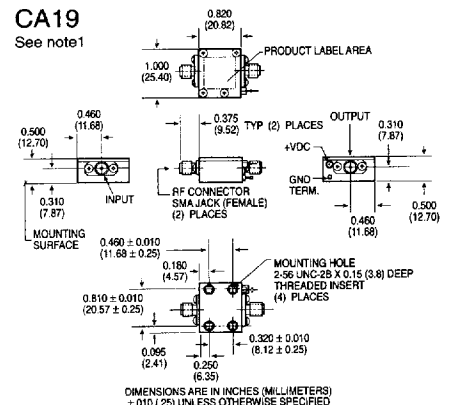 CA19
See note1
0.820
(20.82)
PRODUCT LABEL AREA
1.000
(25.40)
0.460
(11.68)
0.500
(12.70)
0.310
(7.87)
INPUT
MOUNTING
SURFACE
0.375
(9.52)
TYP (2) PLACES
RF CONNECTOR
SMA JACK (FEMALE)
(2) PLACES
OUTPUT
+VDC
GND
TERM.
0.310
(7.87)
0.460
(11.68)
0.500
(12.70)
0.460 ± 0.010
(11.68 ± 0.25)
0.180
(4.57)
0.810 ± 0.010
(20.57 ± 0.25)
MOUNTING HOLE
2-56 UNC-2B X 0.15 (3.8) DEEP
THREADED INSERT
(4) PLACES
0.095
(2.41)
0.250
(6.35)
0.320 ± 0.010
(8.12 ± 0.25)
DIMENSIONS ARE IN INCHES (MILLIMETERS)
±.010 (.25) UNLESS OTHERWISE SPECIFIED